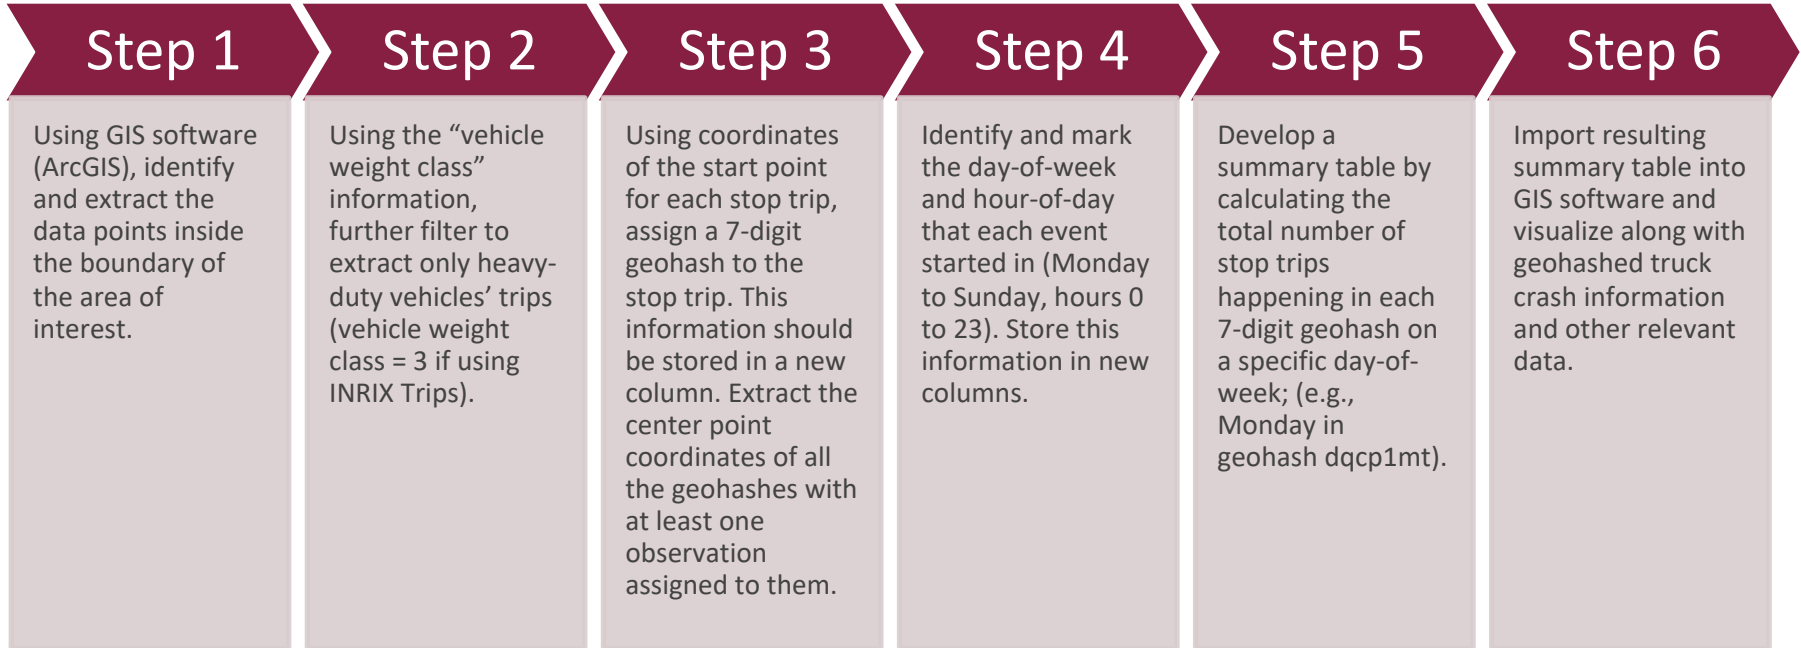 Step 1
Using GIS software
(ArcGIS), identify
and extract the
data points inside
the boundary of
the area of
interest.
Step 2
Using the “vehicle
weight class”
information,
further filter to
extract only heavy-
duty vehicles’ trips
(vehicle weight
class = 3 if using
INRIX Trips).
Step 3
Using coordinates
of the start point
for each stop trip,
assign a 7-digit
geohash to the
stop trip. This
information should
be stored in a new
column. Extract the
center point
coordinates of all
the geohashes with
at least one
observation
assigned to them.
Step 4
Identify and mark
the day-of-week
and hour-of-day
that each event
started in (Monday
to Sunday, hours 0
to 23). Store this
information in new
columns.
Step 5
Develop a
summary table by
calculating the
total number of
stop trips
happening in each
7-digit geohash on
a specific day-of-
week; (e.g.,
Monday in
geohash dqcp1mt).
Step 6
Import resulting
summary table into
GIS software and
visualize along with
geohashed truck
crash information
and other relevant
data.